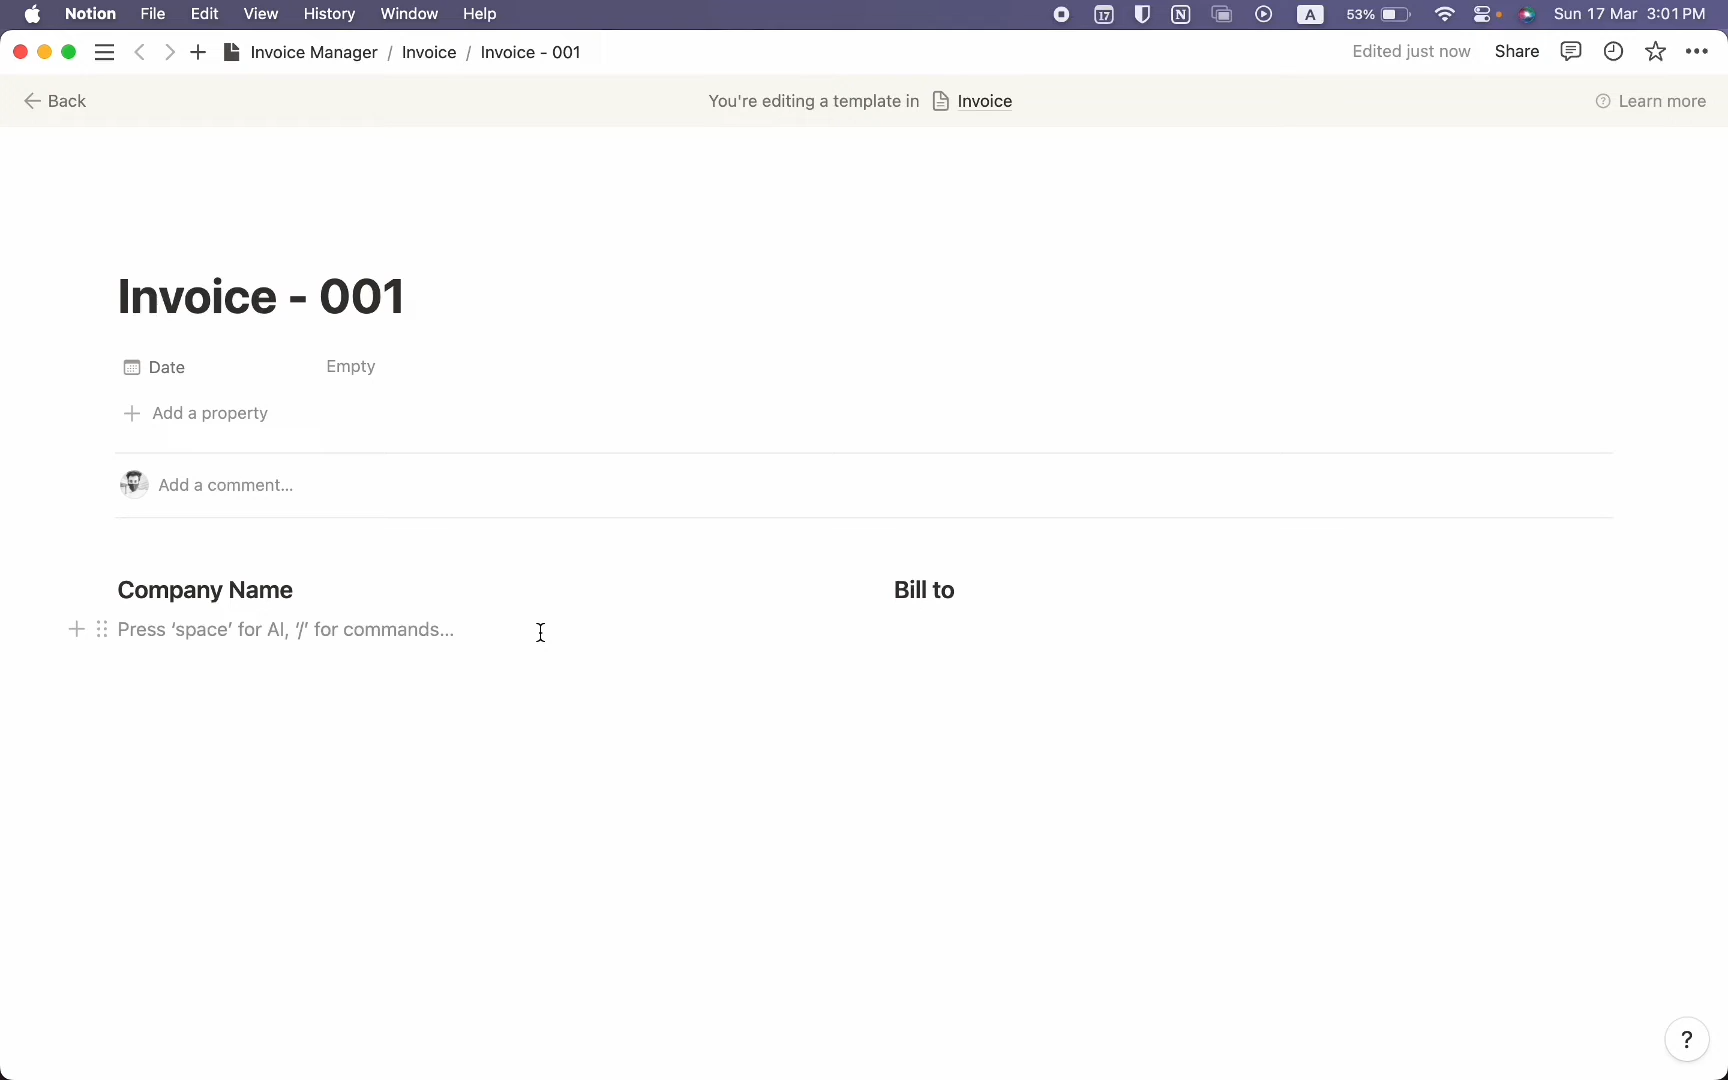 Notion File Edit View History Window Help 17 N A 53% Sun 17 Mar 3:01 PM
Invoice Manager / Invoice / Invoice - 001 Edited just now Share
Back You're editing a template in Invoice Learn more
Invoice - 001
Date Empty
Add a property
Add a comment...
Company Name Bill to
Press ‘space’ for AI, ‘/’ for commands...
?